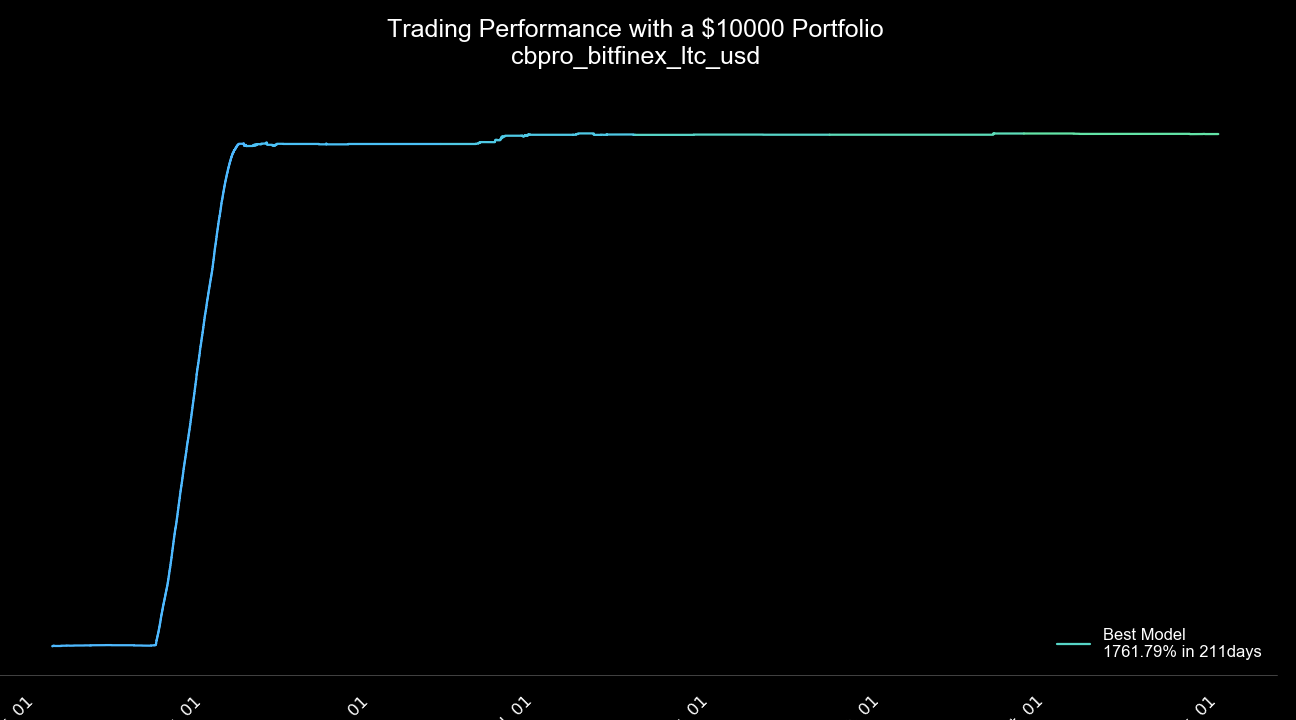 Trading Performance with a $10000 Portfolio
cbpro_bitfinex_ltc_usd
Best Model
1761.79% in 211days
01 01 01 01 01 01 01 01